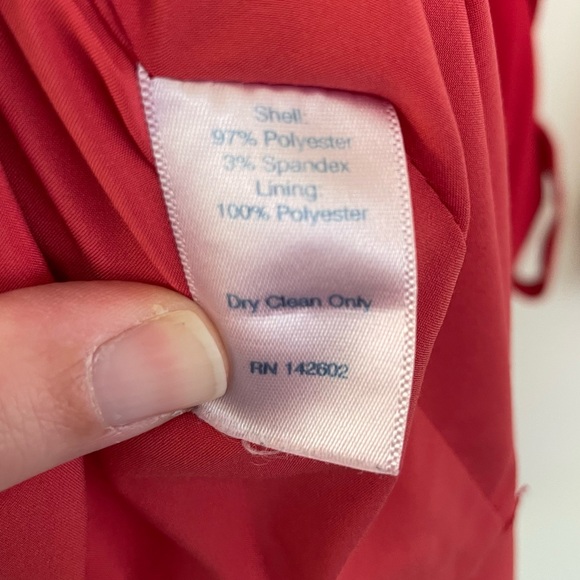 Shell:
97% Polyester
3% Spandex
Lining:
100% Polyester
Dry Clean Only
RN 142602